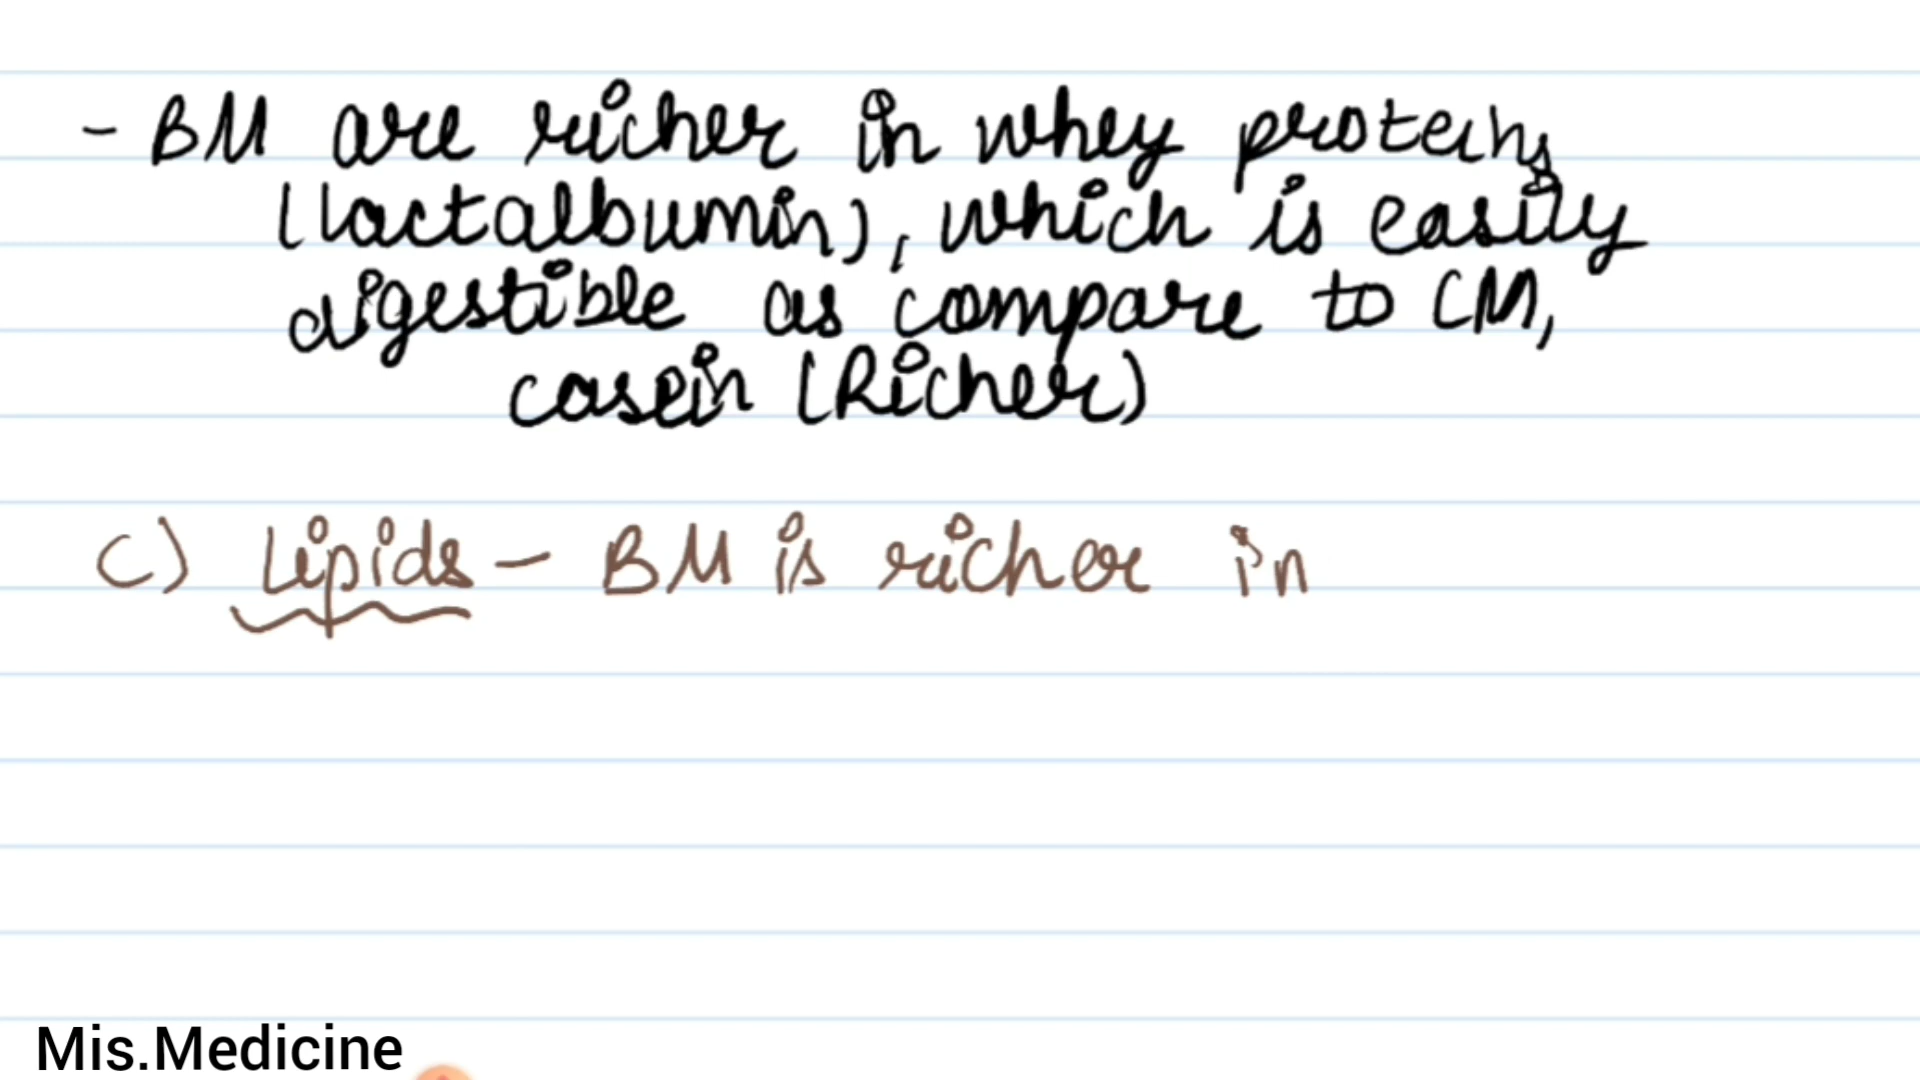 - BM are richer in whey proteins
(lactalbumin), which is easily
digestible as compare to CM,
casein (Richer)
C) Lipids - BM is richer in
Mis.Medicine